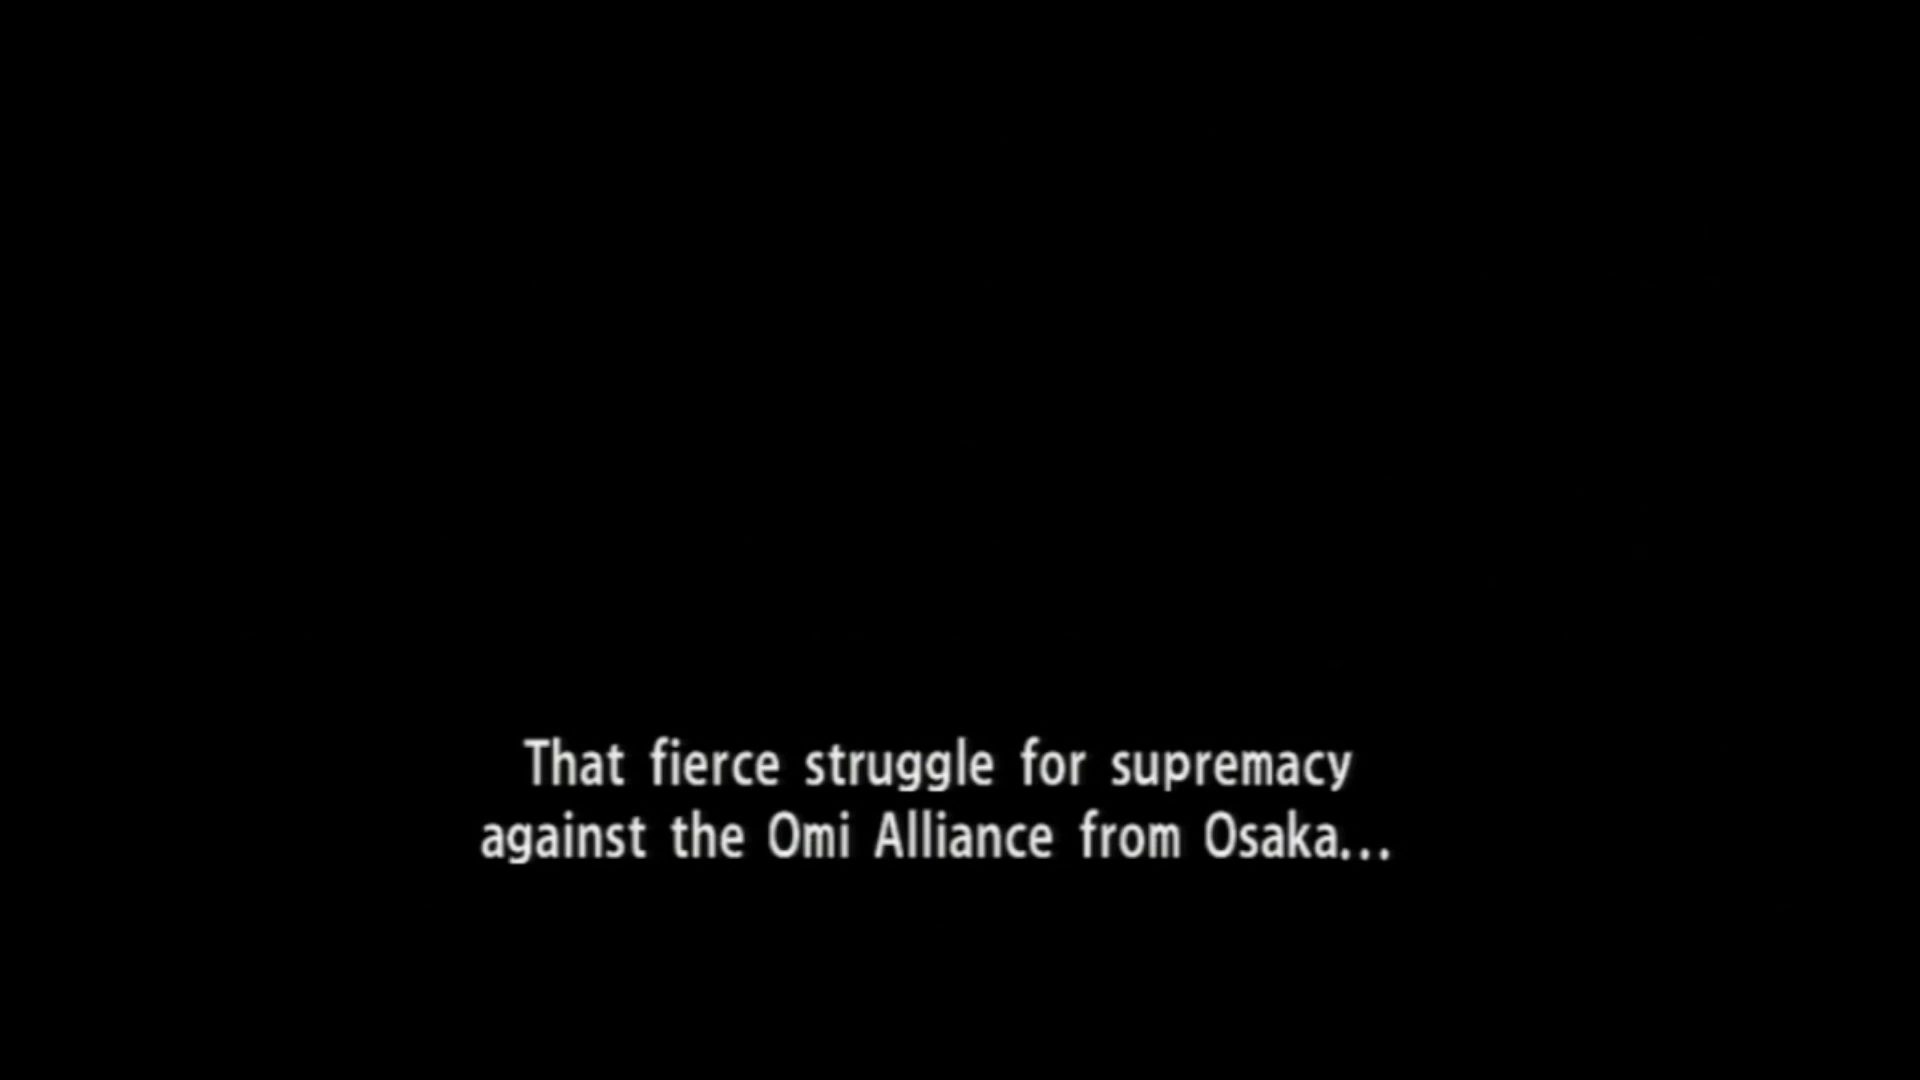 That fierce struggle for supremacy
against the Omi Alliance from Osaka...